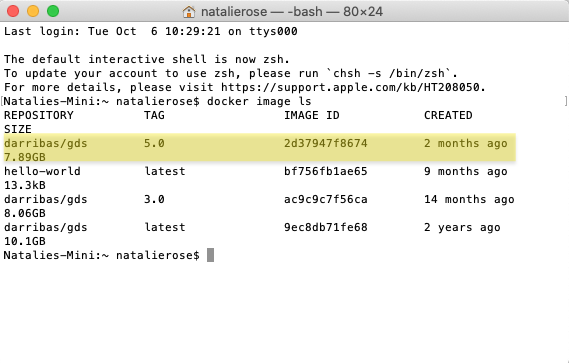 natalierose — -bash — 80×24
Last login: Tue Oct  6 10:29:21 on ttys000
The default interactive shell is now zsh.
To update your account to use zsh, please run `chsh -s /bin/zsh`.
For more details, please visit https://support.apple.com/kb/HT208050.
[Natalies-Mini:~ natalierose$ docker image ls ]
REPOSITORY          TAG                 IMAGE ID            CREATED
SIZE
darribas/gds        5.0                 2d37947f8674        2 months ago
7.89GB
hello-world         latest              bf756fb1ae65        9 months ago
13.3kB
darribas/gds        3.0                 ac9c9c7f56ca        14 months ago
8.06GB
darribas/gds        latest              9ec8db71fe68        2 years ago
10.1GB
Natalies-Mini:~ natalierose$